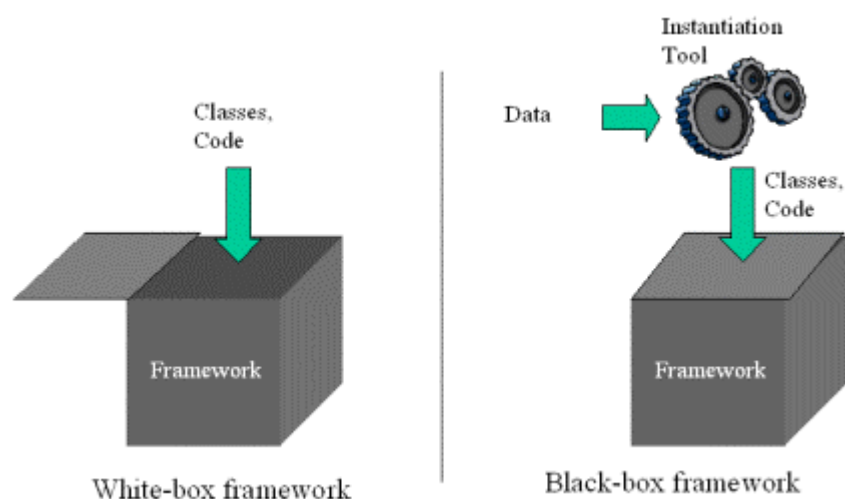 Classes,
Code
Framework
White-box framework
Instantiation
Tool
Data
Classes,
Code
Framework
Black-box framework